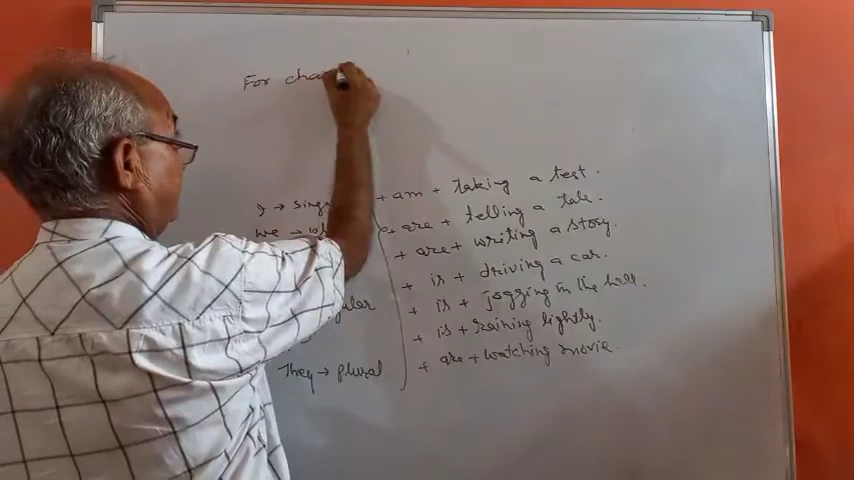 For cha
I → sing + am + taking a test.
we → + are + telling a tale.
+ are + writing a story.
+ is + driving a car.
+ is + jogging in the hall.
+ is + raining lightly.
They → plural + are + watching movie.